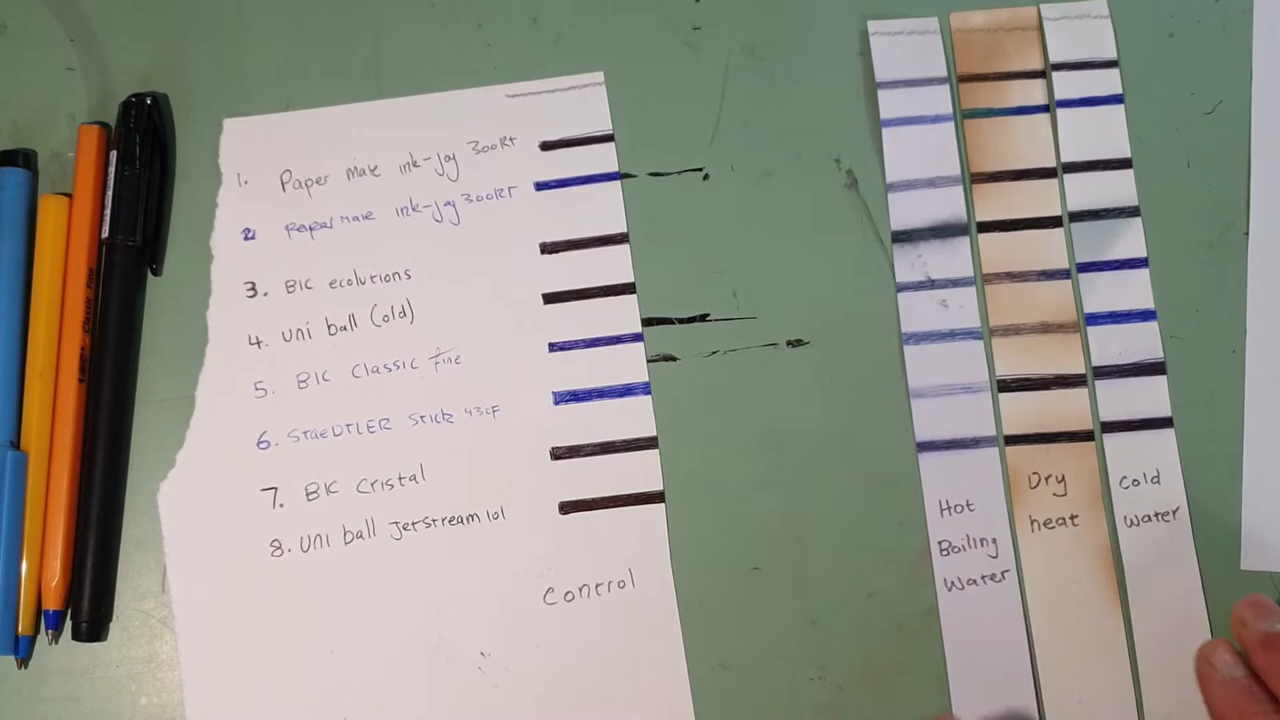 1. Paper mate ink-joy 300RT
2 Paper mate ink-joy 300RT
3. BIC ecolutions
4. uni ball (old)
5. BIC Classic fine
6. STAEDTLER Stick 430F
7. BIC Cristal
8. uni ball Jetstream 101
control
Hot
Boiling
Water
Dry
heat
Cold
Water
Classic Fine